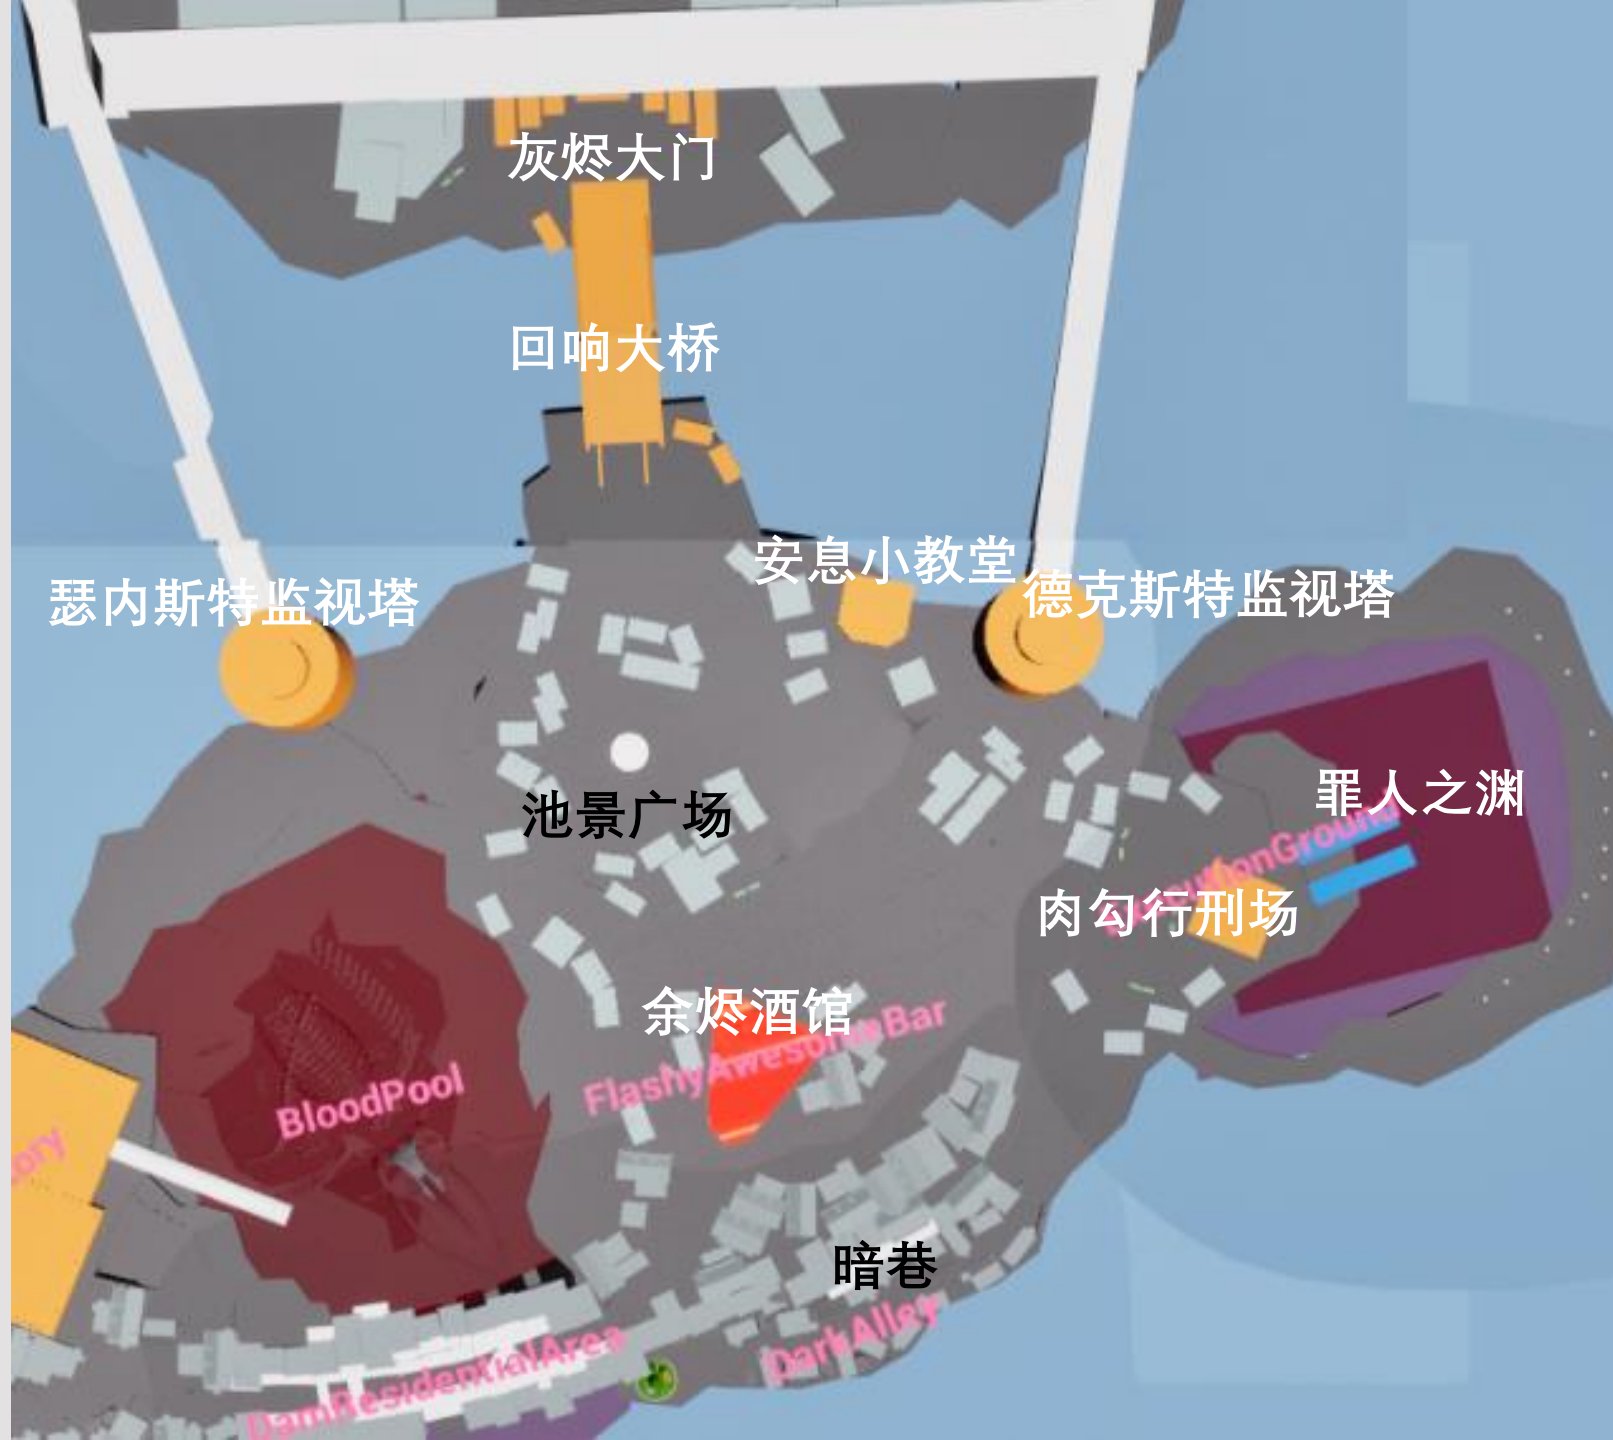 灰烬大门
回响大桥
安息小教堂
德克斯特监视塔
瑟内斯特监视塔
罪人之渊
池景广场
ExecutionGround
肉勾行刑场
余烬酒馆
FlashyAwesomeBar
BloodPool
ory
暗巷
DarkAlley
DamResidentialArea